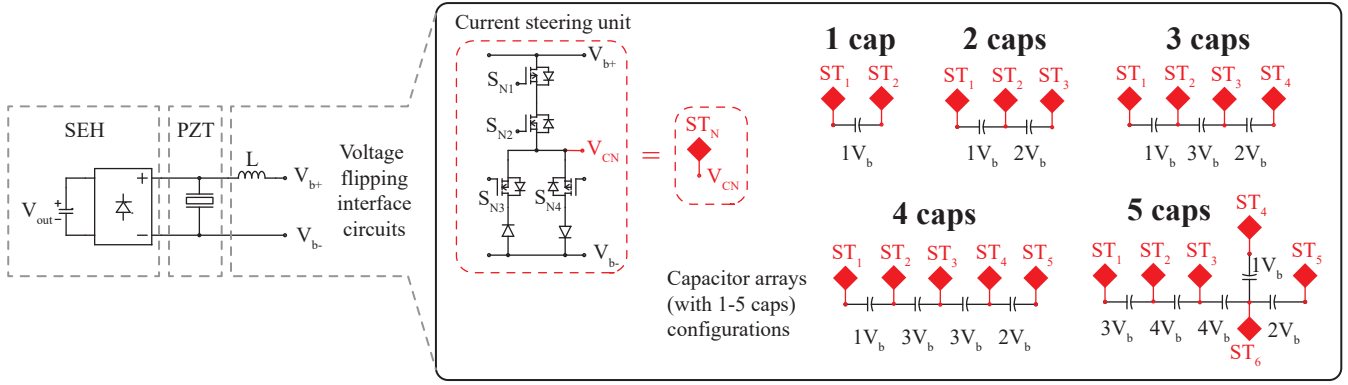 SEH
PZT
V_out
+
−
+
−
L
V_b+
V_b-
Voltage
flipping
interface
circuits
Current steering unit
V_b+
S_N1
S_N2
V_CN
S_N3
S_N4
V_b-
=
ST_N
V_CN
1 cap
ST_1 ST_2
1V_b
2 caps
ST_1 ST_2 ST_3
1V_b 2V_b
3 caps
ST_1 ST_2 ST_3 ST_4
1V_b 3V_b 2V_b
Capacitor arrays
(with 1-5 caps)
configurations
4 caps
ST_1 ST_2 ST_3 ST_4 ST_5
1V_b 3V_b 3V_b 2V_b
5 caps
ST_4
1V_b
ST_1 ST_2 ST_3 ST_5
3V_b 4V_b 4V_b 2V_b
ST_6